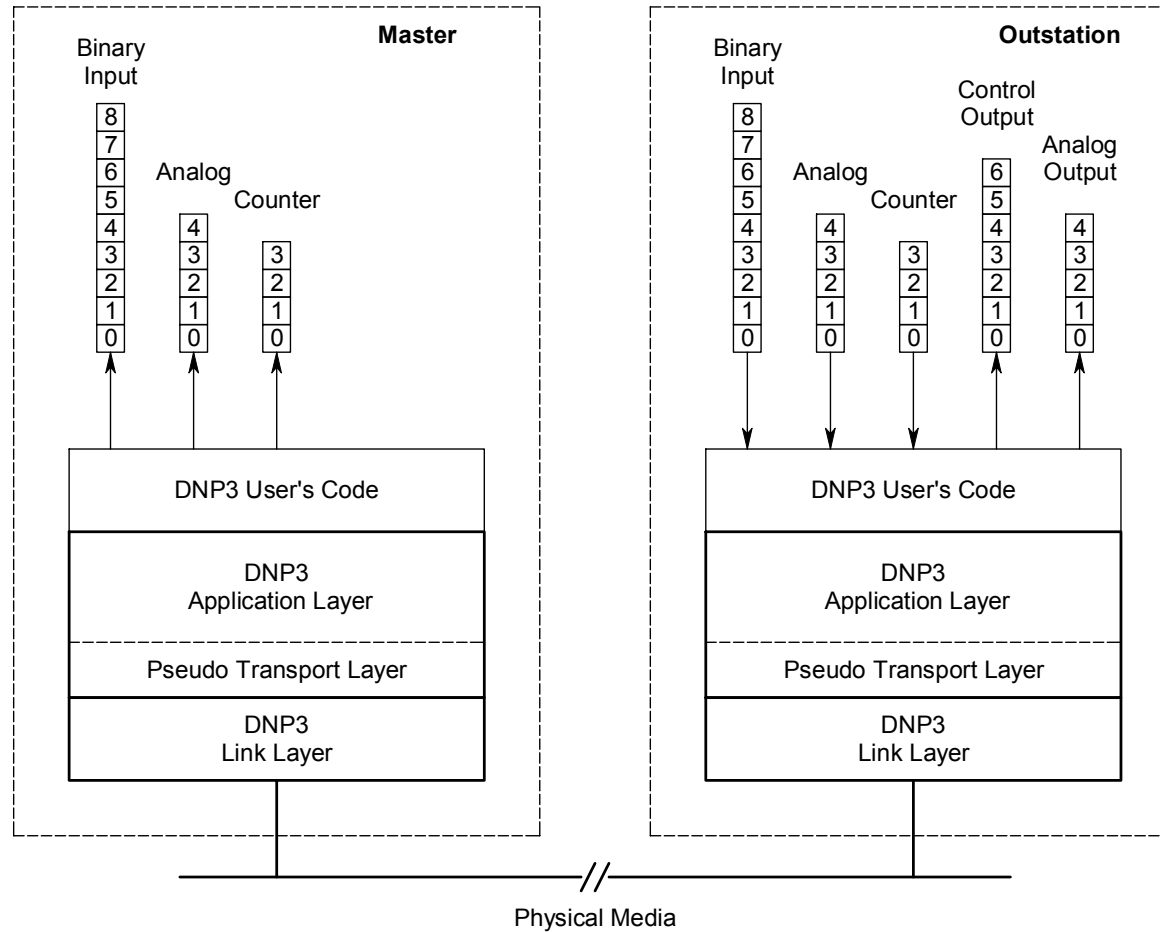 Master
Binary
Input
8
7
6
5
4
3
2
1
0
Analog
4
3
2
1
0
Counter
3
2
1
0
DNP3 User's Code
DNP3
Application Layer
Pseudo Transport Layer
DNP3
Link Layer
Outstation
Binary
Input
8
7
6
5
4
3
2
1
0
Analog
4
3
2
1
0
Counter
3
2
1
0
Control
Output
6
5
4
3
2
1
0
Analog
Output
4
3
2
1
0
DNP3 User's Code
DNP3
Application Layer
Pseudo Transport Layer
DNP3
Link Layer
Physical Media